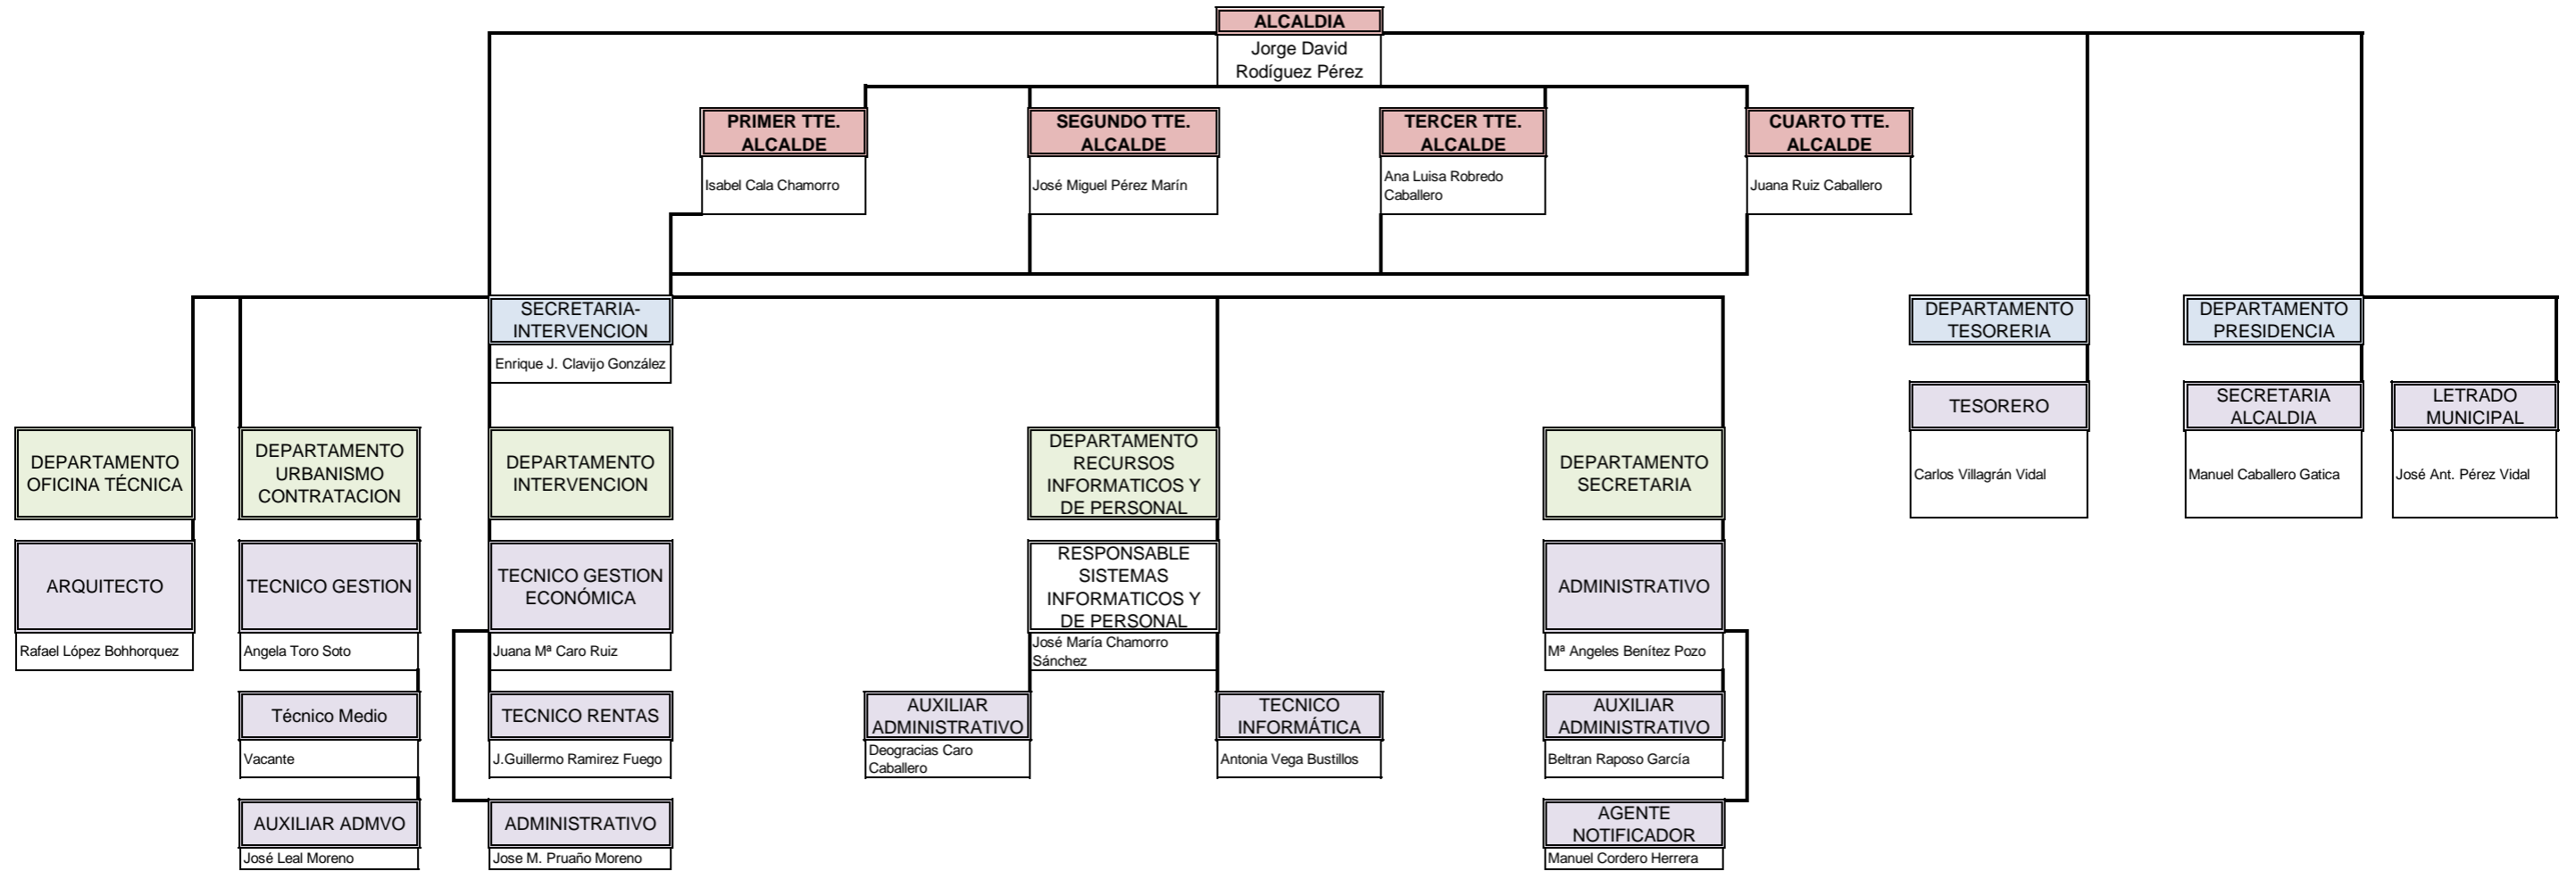 ALCALDIA
Jorge David
Rodíguez Pérez
PRIMER TTE.
ALCALDE
Isabel Cala Chamorro
SEGUNDO TTE.
ALCALDE
José Miguel Pérez Marín
TERCER TTE.
ALCALDE
Ana Luisa Robredo
Caballero
CUARTO TTE.
ALCALDE
Juana Ruiz Caballero
SECRETARIA-
INTERVENCION
Enrique J. Clavijo González
DEPARTAMENTO
TESORERIA
DEPARTAMENTO
PRESIDENCIA
TESORERO
Carlos Villagrán Vidal
SECRETARIA
ALCALDIA
Manuel Caballero Gatica
LETRADO
MUNICIPAL
José Ant. Pérez Vidal
DEPARTAMENTO
OFICINA TÉCNICA
ARQUITECTO
Rafael López Bohhorquez
DEPARTAMENTO
URBANISMO
CONTRATACION
TECNICO GESTION
Angela Toro Soto
Técnico Medio
Vacante
AUXILIAR ADMVO
José Leal Moreno
DEPARTAMENTO
INTERVENCION
TECNICO GESTION
ECONÓMICA
Juana Mª Caro Ruiz
TECNICO RENTAS
J.Guillermo Ramirez Fuego
ADMINISTRATIVO
Jose M. Pruaño Moreno
DEPARTAMENTO
RECURSOS
INFORMATICOS Y
DE PERSONAL
RESPONSABLE
SISTEMAS
INFORMATICOS Y
DE PERSONAL
José María Chamorro
Sánchez
AUXILIAR
ADMINISTRATIVO
Deogracias Caro
Caballero
TECNICO
INFORMÁTICA
Antonia Vega Bustillos
DEPARTAMENTO
SECRETARIA
ADMINISTRATIVO
Mª Angeles Benítez Pozo
AUXILIAR
ADMINISTRATIVO
Beltran Raposo García
AGENTE
NOTIFICADOR
Manuel Cordero Herrera